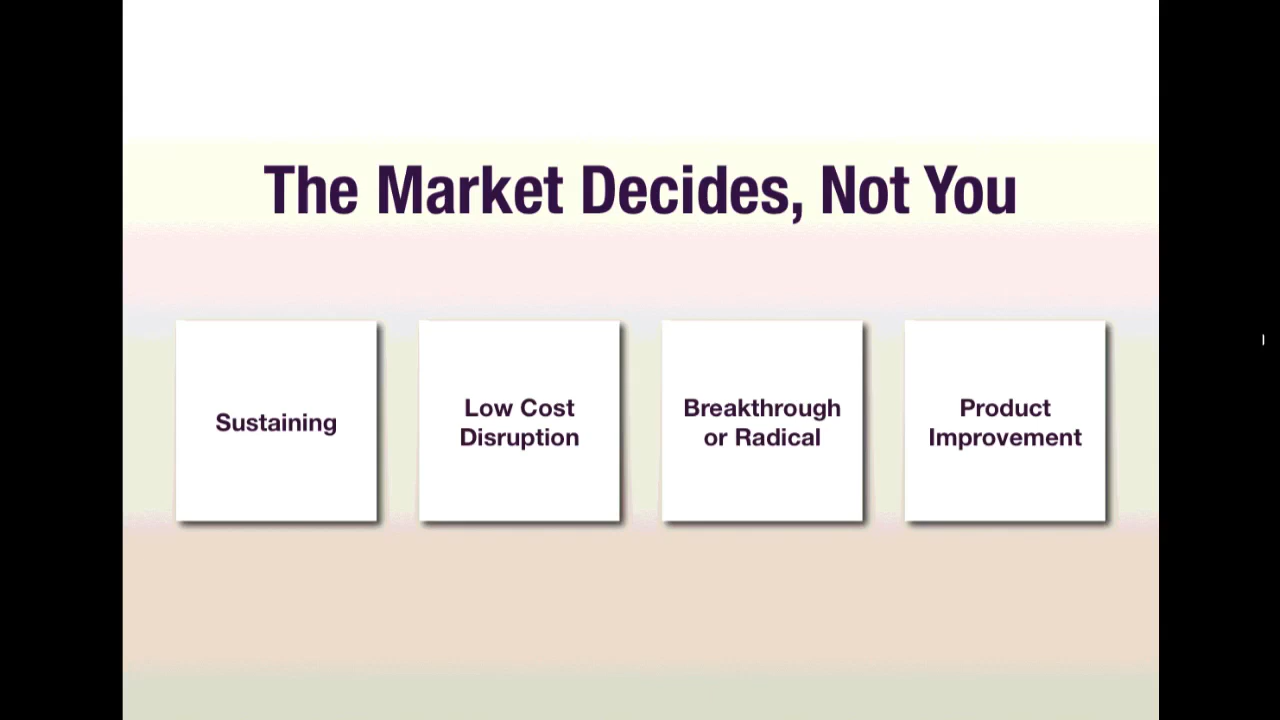 The Market Decides, Not You
Sustaining
Low Cost
Disruption
Breakthrough
or Radical
Product
Improvement